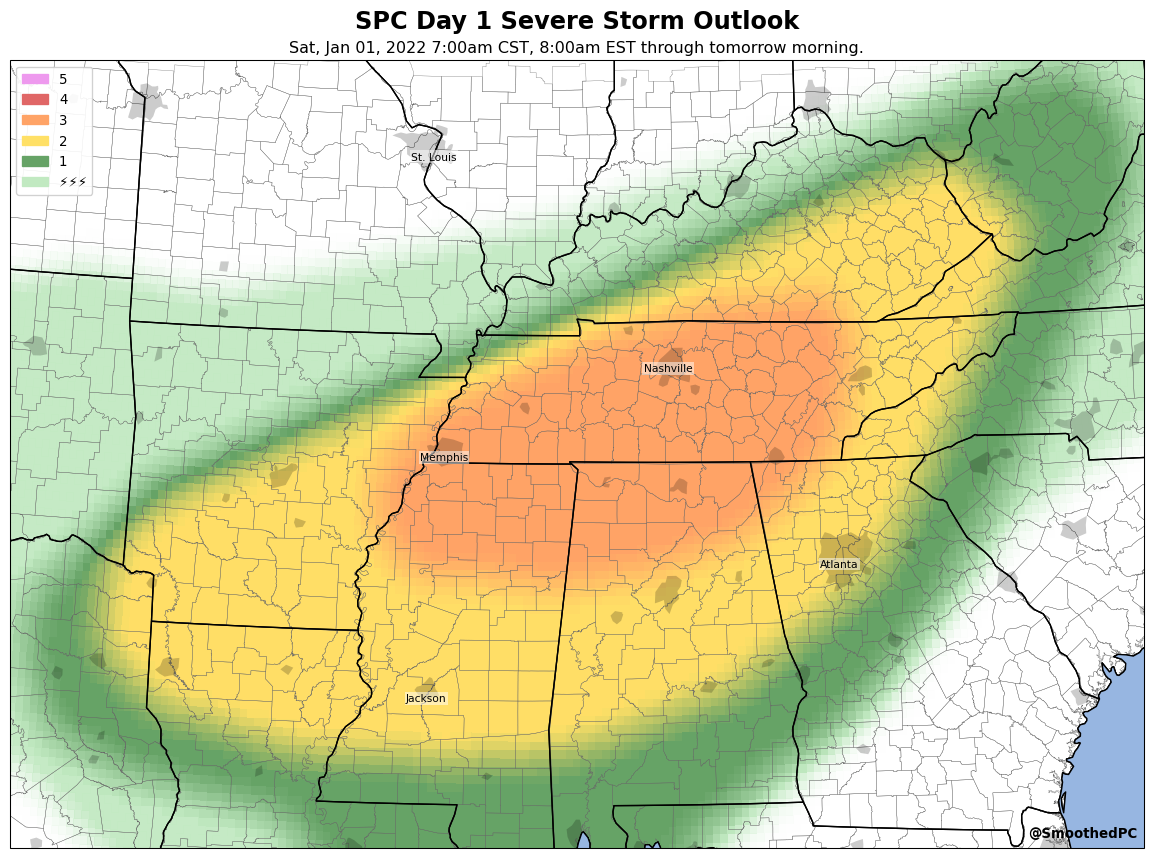 SPC Day 1 Severe Storm Outlook
Sat, Jan 01, 2022 7:00am CST, 8:00am EST through tomorrow morning.
5
4
3
2
1
⚡⚡⚡
St. Louis
Nashville
Memphis
Atlanta
Jackson
@SmoothedPC